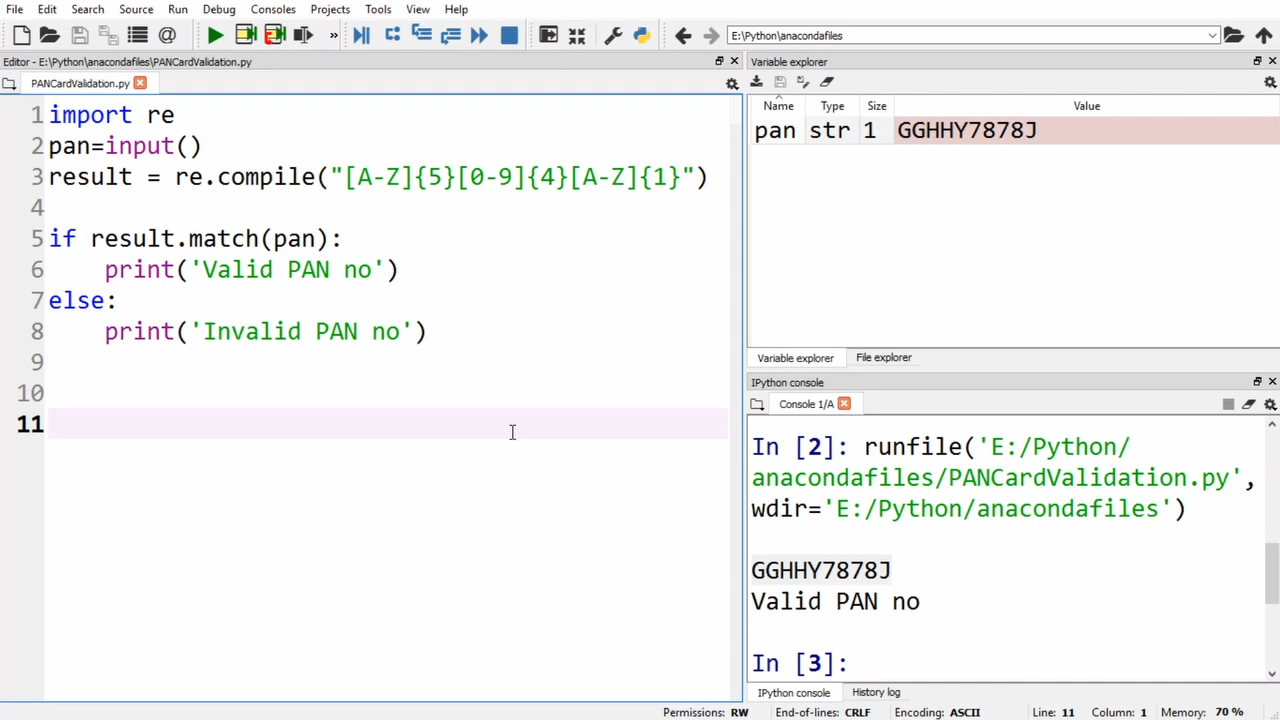 File Edit Search Source Run Debug Consoles Projects Tools View Help
» E:\Python\anacondafiles
Editor - E:\Python\anacondafiles\PANCardValidation.py
PANCardValidation.py
1 import re
2 pan=input()
3 result = re.compile("[A-Z]{5}[0-9]{4}[A-Z]{1}")
4
5 if result.match(pan):
6     print('Valid PAN no')
7 else:
8     print('Invalid PAN no')
9
10
11
Variable explorer
Name Type Size Value
pan str 1 GGHHY7878J
Variable explorer File explorer
IPython console
Console 1/A
In [2]: runfile('E:/Python/
anacondafiles/PANCardValidation.py',
wdir='E:/Python/anacondafiles')
GGHHY7878J
Valid PAN no
In [3]:
IPython console History log
Permissions: RW End-of-lines: CRLF Encoding: ASCII Line: 11 Column: 1 Memory: 70 %